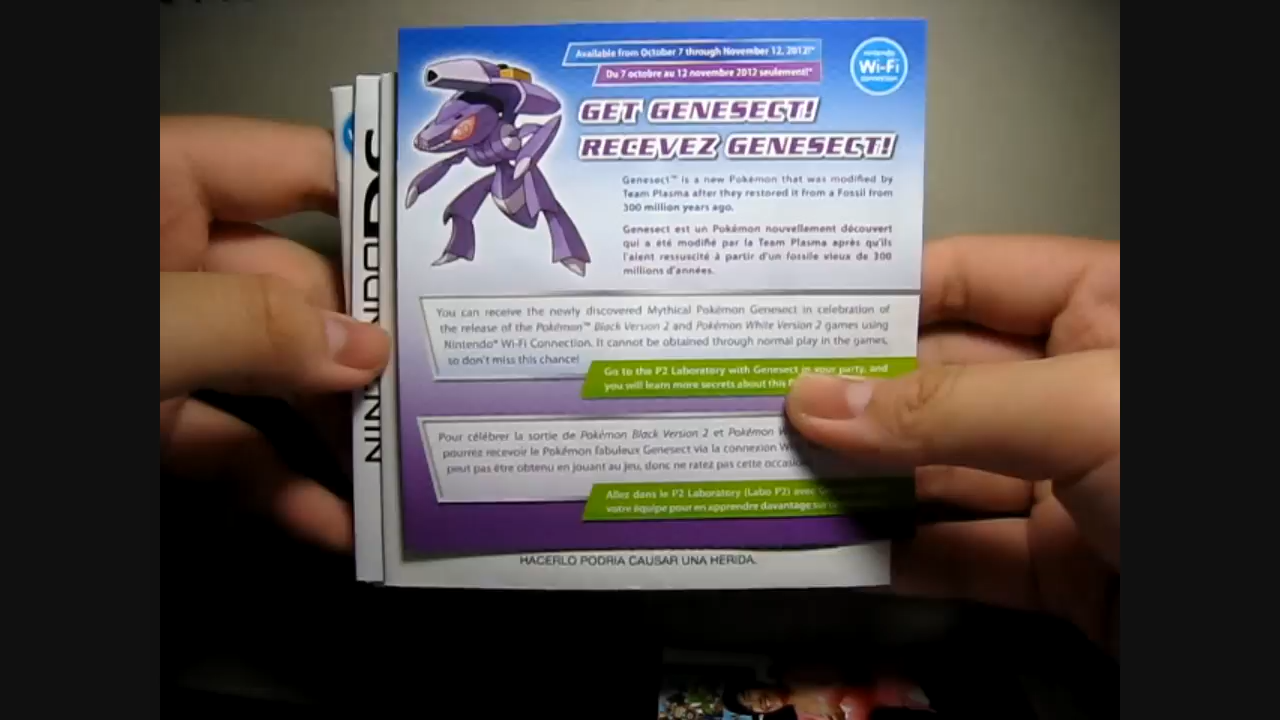 Available from October 7 through November 12, 2012!*
Du 7 octobre au 12 novembre 2012 seulement!*
Nintendo
Wi-Fi
CONNECTION
GET GENESECT!
RECEVEZ GENESECT!
Genesect™ is a new Pokémon that was modified by
Team Plasma after they restored it from a Fossil from
300 million years ago.
Genesect est un Pokémon nouvellement découvert
qui a été modifié par la Team Plasma après qu'ils
l'aient ressuscité à partir d'un fossile vieux de 300
millions d'années.
You can receive the newly discovered Mythical Pokémon Genesect in celebration of
the release of the Pokémon™ Black Version 2 and Pokémon White Version 2 games using
Nintendo® Wi-Fi Connection. It cannot be obtained through normal play in the games,
so don't miss this chance!
Go to the P2 Laboratory with Genesect in your party, and
you will learn more secrets about this
Pour célébrer la sortie de Pokémon Black Version 2 et Pokémon
pourrez recevoir le Pokémon fabuleux Genesect via la connexion
peut pas être obtenu en jouant au jeu, donc ne ratez pas cette
Allez dans le P2 Laboratory (Labo P2) avec
votre équipe pour en apprendre davantage
HACERLO PODRÍA CAUSAR UNA HERIDA.